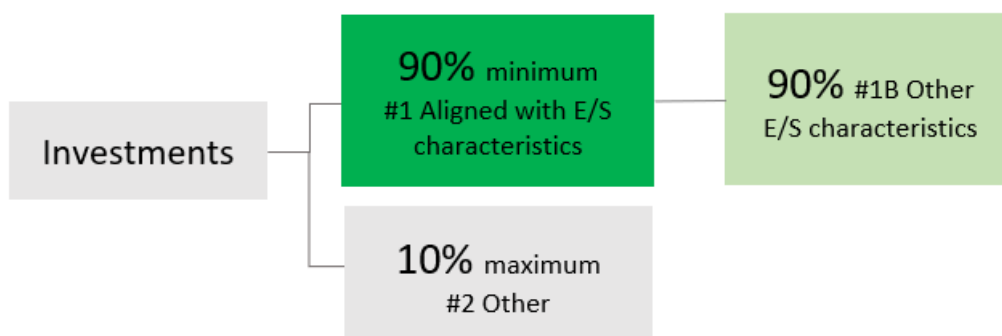 Investments
90% minimum
#1 Aligned with E/S
characteristics
90% #1B Other
E/S characteristics
10% maximum
#2 Other